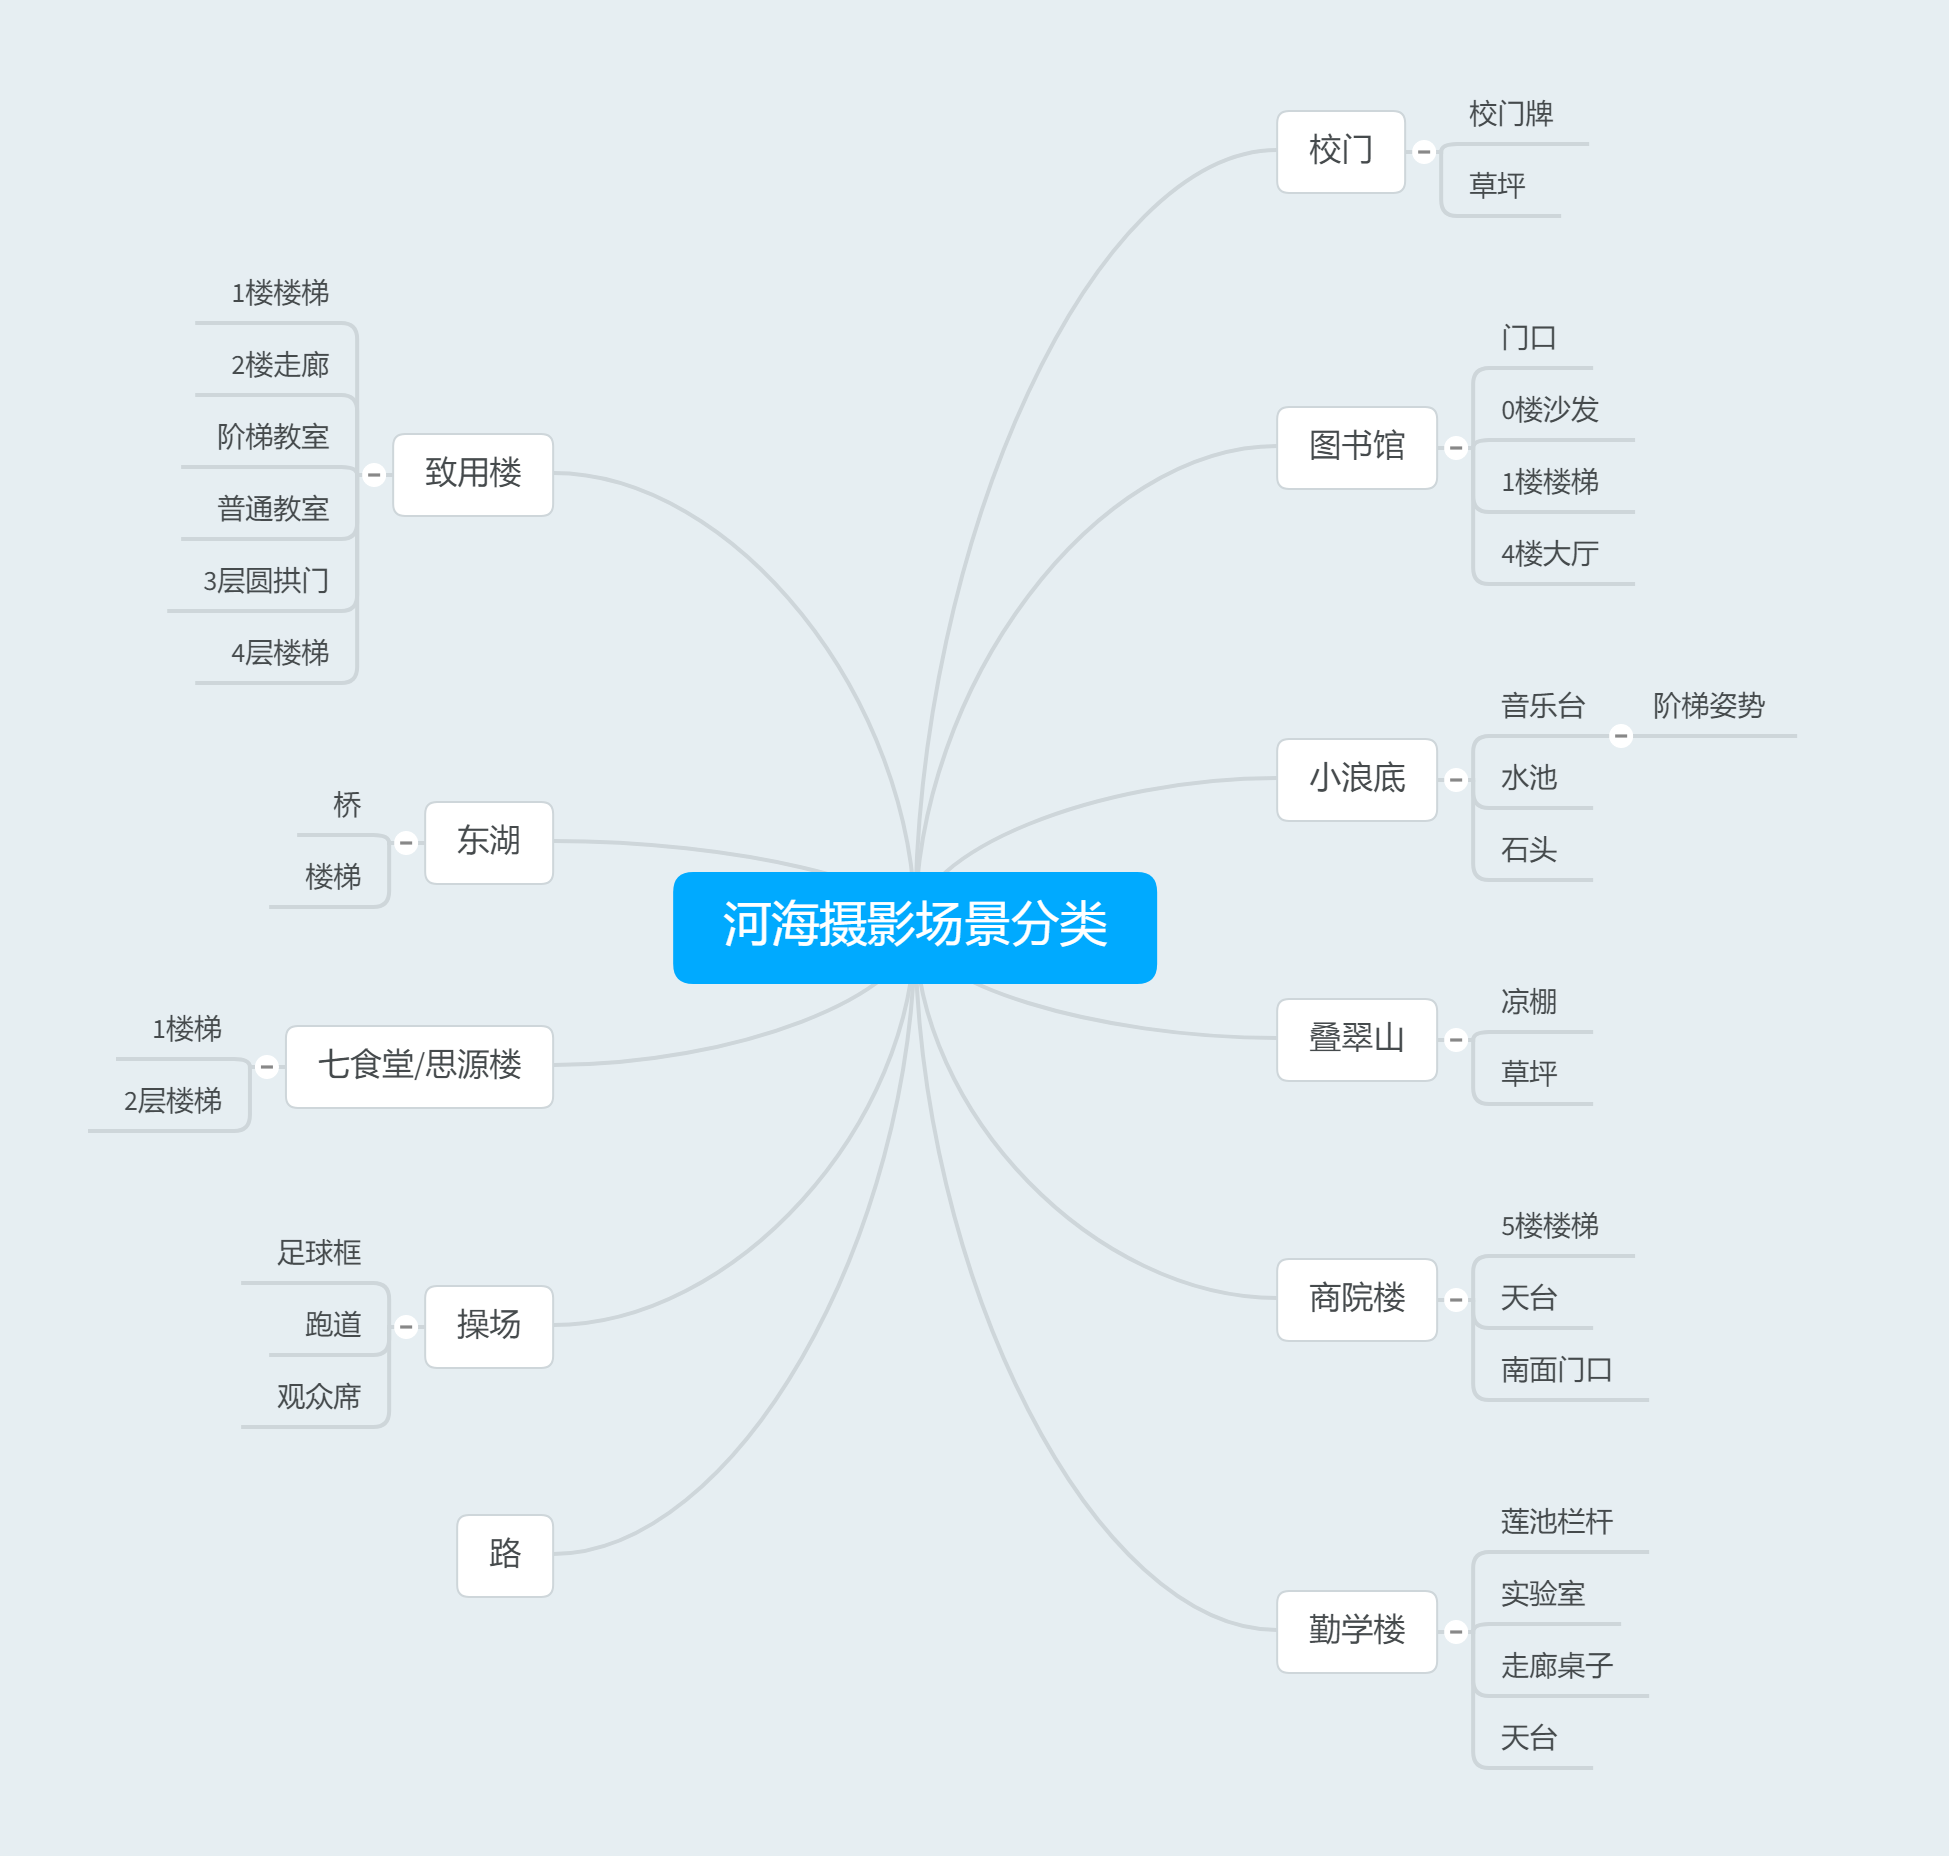 河海摄影场景分类
校门
校门牌
草坪
图书馆
门口
0楼沙发
1楼楼梯
4楼大厅
小浪底
音乐台
阶梯姿势
水池
石头
叠翠山
凉棚
草坪
商院楼
5楼楼梯
天台
南面门口
勤学楼
莲池栏杆
实验室
走廊桌子
天台
致用楼
1楼楼梯
2楼走廊
阶梯教室
普通教室
3层圆拱门
4层楼梯
东湖
桥
楼梯
七食堂/思源楼
1楼梯
2层楼梯
操场
足球框
跑道
观众席
路